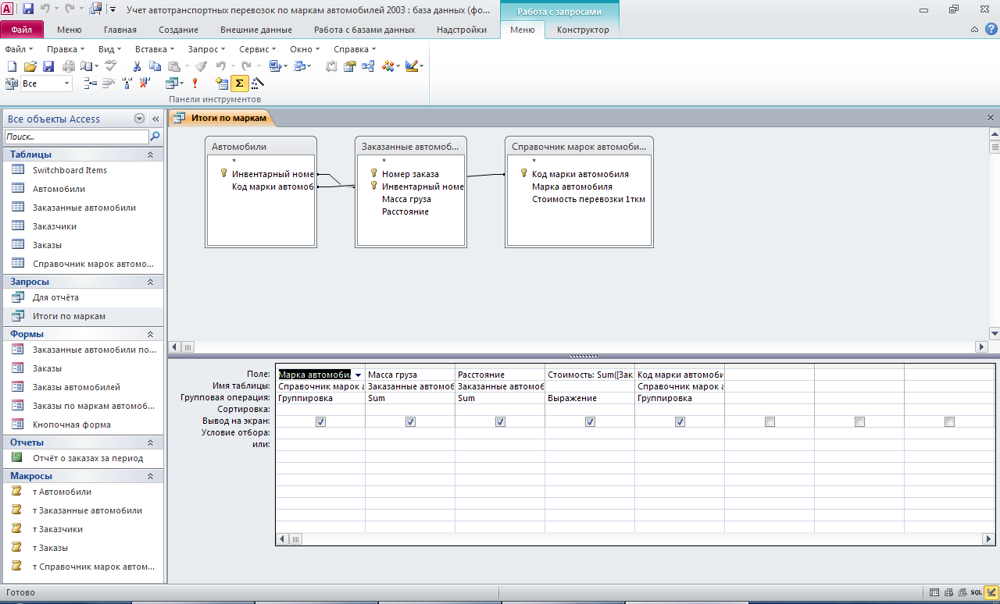 Учет автотранспортных перевозок по маркам автомобилей 2003 : база данных (фо...
Работа с запросами
Файл Меню Главная Создание Внешние данные Работа с базами данных Надстройки Меню Конструктор
Файл Правка Вид Вставка Запрос Сервис Окно Справка
Все
Панели инструментов
Все объекты Access
Поиск...
Таблицы
Switchboard Items
Автомобили
Заказанные автомобили
Заказчики
Заказы
Справочник марок автомо...
Запросы
Для отчёта
Итоги по маркам
Формы
Заказанные автомобили по...
Заказы
Заказы автомобилей
Заказы по маркам автомоб...
Кнопочная форма
Отчеты
Отчёт о заказах за период
Макросы
т Автомобили
т Заказанные автомобили
т Заказчики
т Заказы
т Справочник марок автом...
Итоги по маркам
Автомобили
*
Инвентарный номе
Код марки автомоб
Заказанные автомоб...
*
Номер заказа
Инвентарный номе
Масса груза
Расстояние
Справочник марок автомоби...
*
Код марки автомобиля
Марка автомобиля
Стоимость перевозки 1ткм
Поле: Марка автомобил Масса груза Расстояние Стоимость: Sum([Зак Код марки автомоби
Имя таблицы: Справочник марок а Заказанные автомоб Заказанные автомоб Справочник марок а
Групповая операция: Группировка Sum Sum Выражение Группировка
Сортировка:
Вывод на экран:
Условие отбора:
или:
Готово
SQL